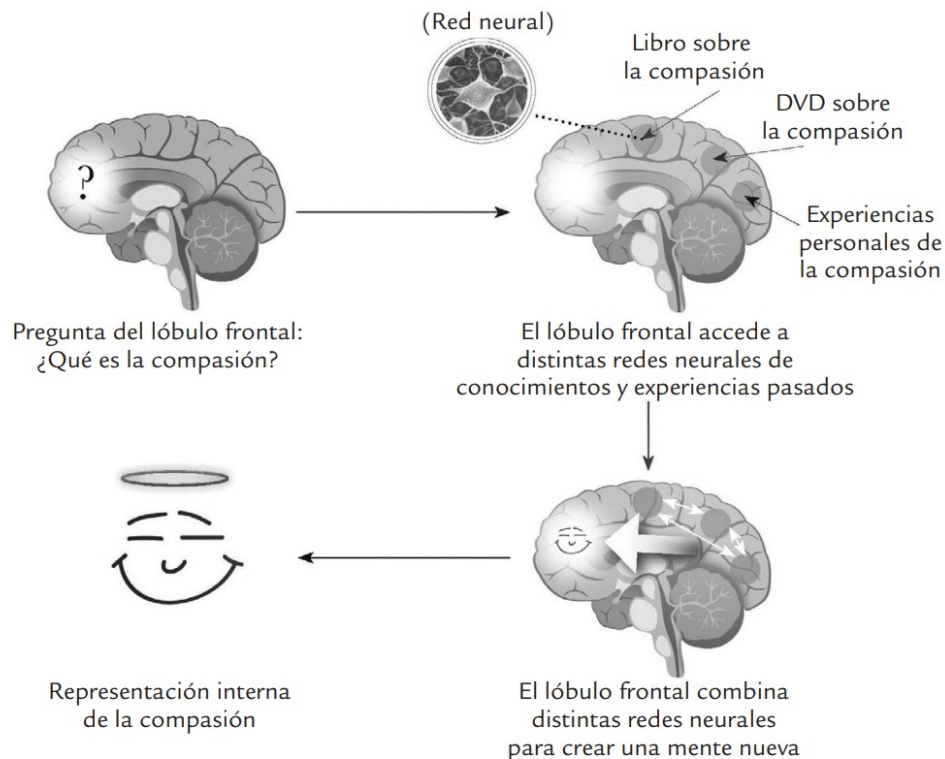 (Red neural)
Libro sobre
la compasión
DVD sobre
la compasión
Experiencias
personales de
la compasión
?
Pregunta del lóbulo frontal:
¿Qué es la compasión?
El lóbulo frontal accede a
distintas redes neurales de
conocimientos y experiencias pasados
Representación interna
de la compasión
El lóbulo frontal combina
distintas redes neurales
para crear una mente nueva